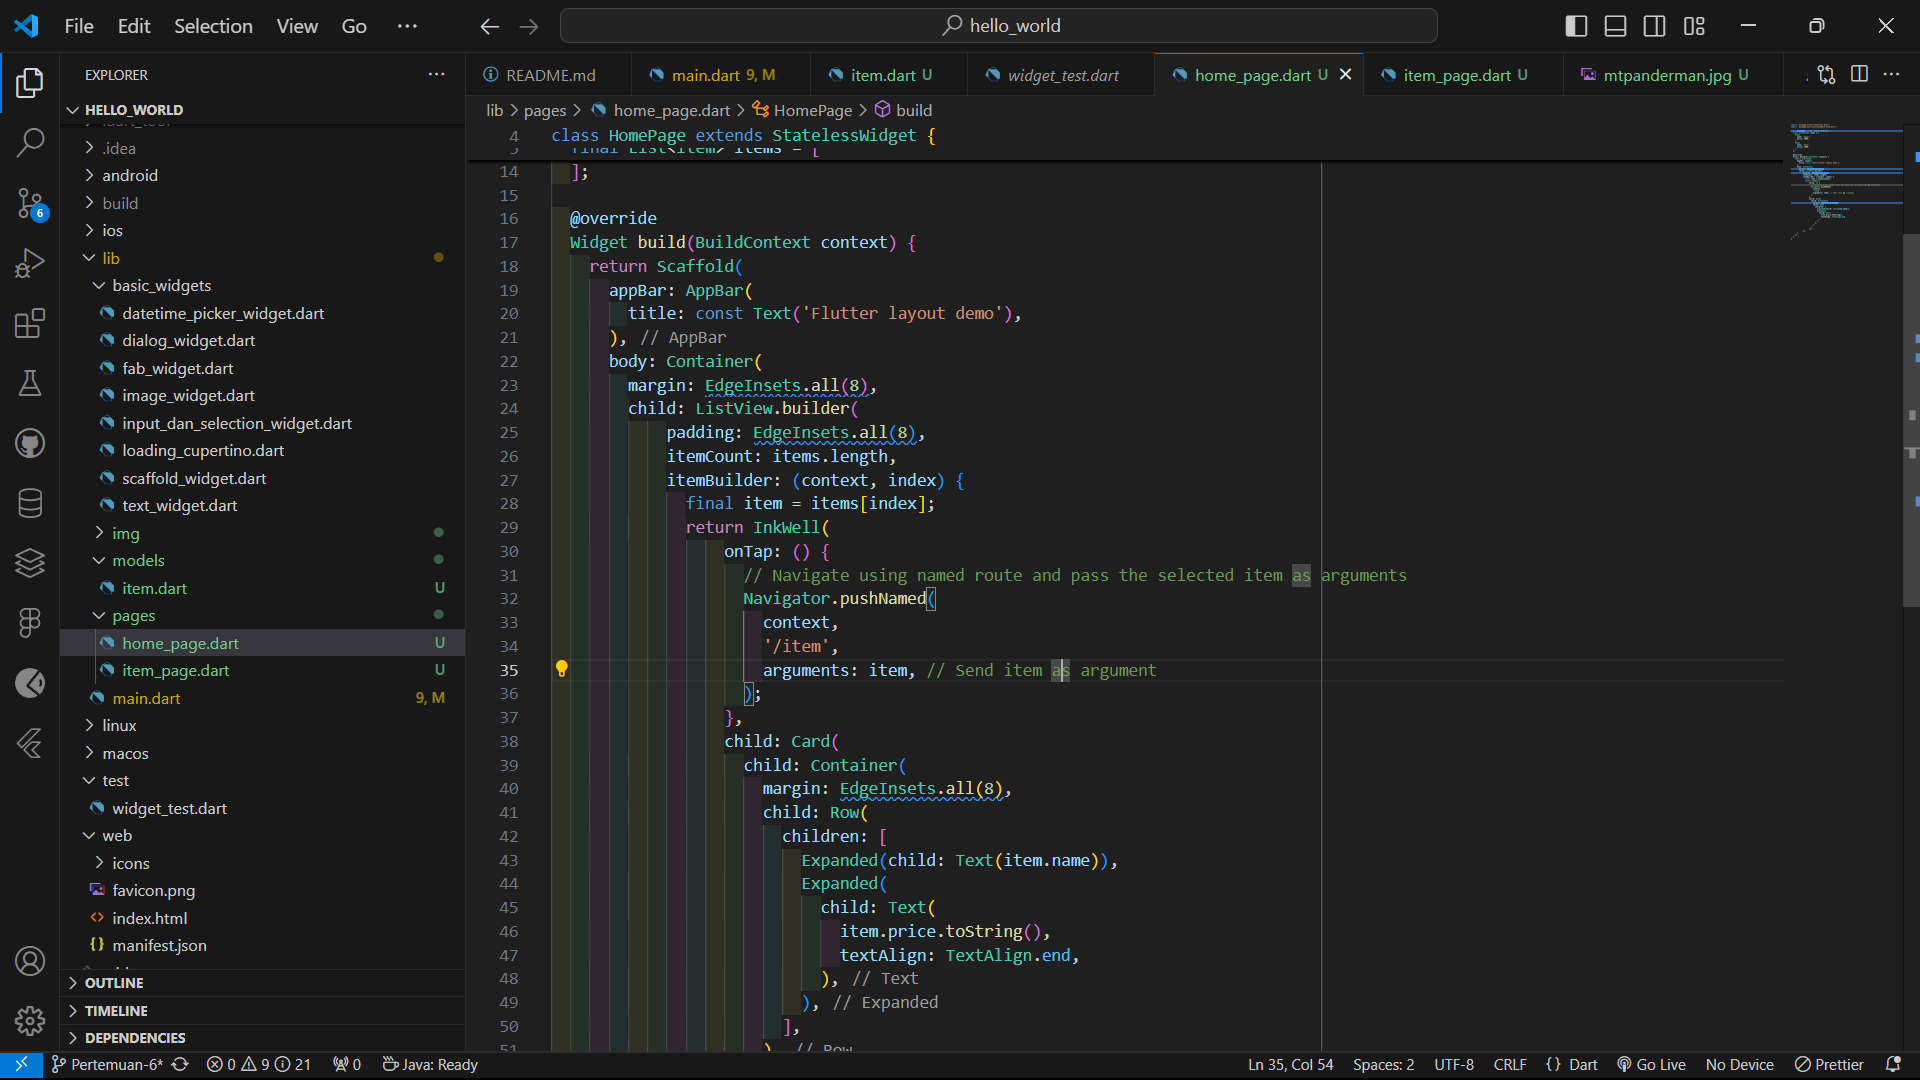 File Edit Selection View Go ··· hello_world
EXPLORER ···
HELLO_WORLD
.idea
android
build
ios
lib
basic_widgets
datetime_picker_widget.dart
dialog_widget.dart
fab_widget.dart
image_widget.dart
input_dan_selection_widget.dart
loading_cupertino.dart
scaffold_widget.dart
text_widget.dart
img
models
item.dart U
pages
home_page.dart U
item_page.dart U
main.dart 9, M
linux
macos
test
widget_test.dart
web
icons
favicon.png
index.html
manifest.json
OUTLINE
TIMELINE
DEPENDENCIES
6
README.md main.dart 9, M item.dart U widget_test.dart home_page.dart U item_page.dart U mtpanderman.jpg U
lib > pages > home_page.dart > HomePage > build
4 class HomePage extends StatelessWidget {
final List<Item> items = [
14 ];
15
16 @override
17 Widget build(BuildContext context) {
18 return Scaffold(
19 appBar: AppBar(
20 title: const Text('Flutter layout demo'),
21 ), // AppBar
22 body: Container(
23 margin: EdgeInsets.all(8),
24 child: ListView.builder(
25 padding: EdgeInsets.all(8),
26 itemCount: items.length,
27 itemBuilder: (context, index) {
28 final item = items[index];
29 return InkWell(
30 onTap: () {
31 // Navigate using named route and pass the selected item as arguments
32 Navigator.pushNamed(
33 context,
34 '/item',
35 arguments: item, // Send item as argument
36 );
37 },
38 child: Card(
39 child: Container(
40 margin: EdgeInsets.all(8),
41 child: Row(
42 children: [
43 Expanded(child: Text(item.name)),
44 Expanded(
45 child: Text(
46 item.price.toString(),
47 textAlign: TextAlign.end,
48 ), // Text
49 ), // Expanded
50 ],
51 ), // Row
Pertemuan-6* 0 9 21 0 Java: Ready Ln 35, Col 54 Spaces: 2 UTF-8 CRLF {} Dart Go Live No Device Prettier